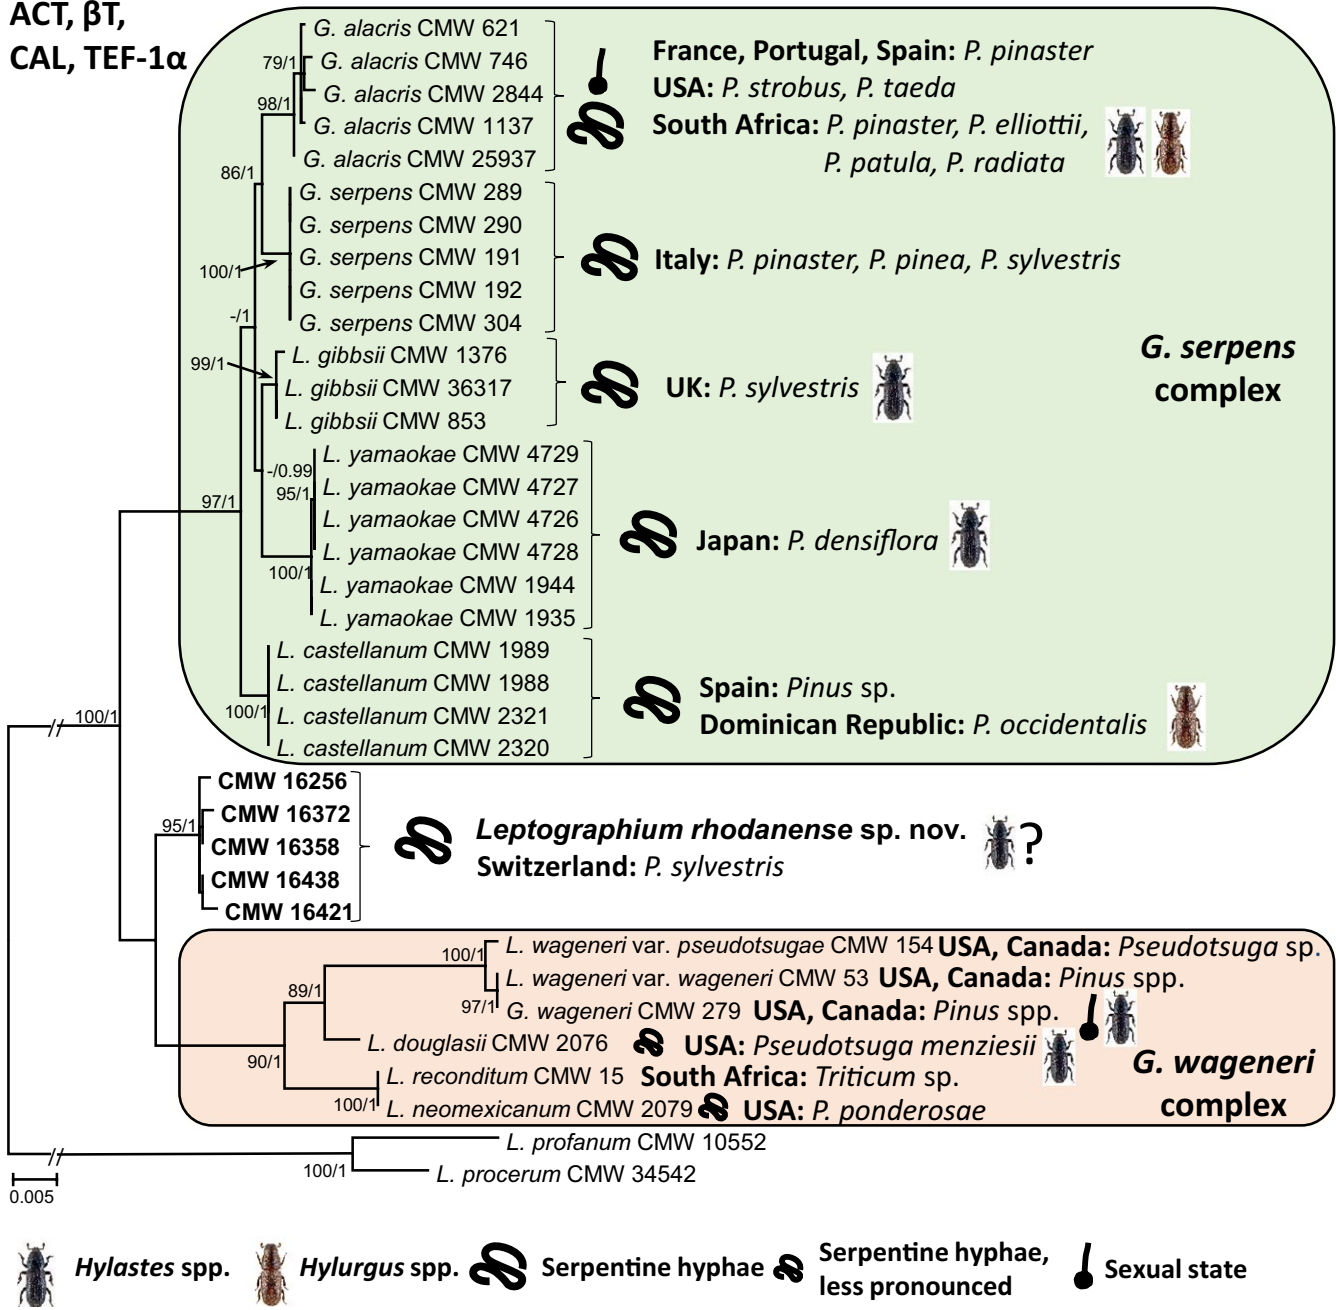 ACT, βT,
CAL, TEF-1α
G. alacris CMW 621
G. alacris CMW 746
G. alacris CMW 2844
G. alacris CMW 1137
G. alacris CMW 25937
79/1
98/1
86/1
France, Portugal, Spain: P. pinaster
USA: P. strobus, P. taeda
South Africa: P. pinaster, P. elliottii,
P. patula, P. radiata
G. serpens CMW 289
G. serpens CMW 290
G. serpens CMW 191
G. serpens CMW 192
G. serpens CMW 304
100/1
-/1
Italy: P. pinaster, P. pinea, P. sylvestris
L. gibbsii CMW 1376
L. gibbsii CMW 36317
L. gibbsii CMW 853
99/1
UK: P. sylvestris
G. serpens
complex
L. yamaokae CMW 4729
L. yamaokae CMW 4727
L. yamaokae CMW 4726
L. yamaokae CMW 4728
L. yamaokae CMW 1944
L. yamaokae CMW 1935
-/0.99
95/1
100/1
97/1
Japan: P. densiflora
L. castellanum CMW 1989
L. castellanum CMW 1988
L. castellanum CMW 2321
L. castellanum CMW 2320
100/1
100/1
Spain: Pinus sp.
Dominican Republic: P. occidentalis
CMW 16256
CMW 16372
CMW 16358
CMW 16438
CMW 16421
95/1
Leptographium rhodanense sp. nov.
Switzerland: P. sylvestris
?
L. wageneri var. pseudotsugae CMW 154 USA, Canada: Pseudotsuga sp.
L. wageneri var. wageneri CMW 53 USA, Canada: Pinus spp.
G. wageneri CMW 279 USA, Canada: Pinus spp.
L. douglasii CMW 2076 USA: Pseudotsuga menziesii
L. reconditum CMW 15 South Africa: Triticum sp.
L. neomexicanum CMW 2079 USA: P. ponderosae
100/1
97/1
89/1
90/1
100/1
G. wageneri
complex
L. profanum CMW 10552
L. procerum CMW 34542
100/1
0.005
Hylastes spp.
Hylurgus spp.
Serpentine hyphae
Serpentine hyphae,
less pronounced
Sexual state